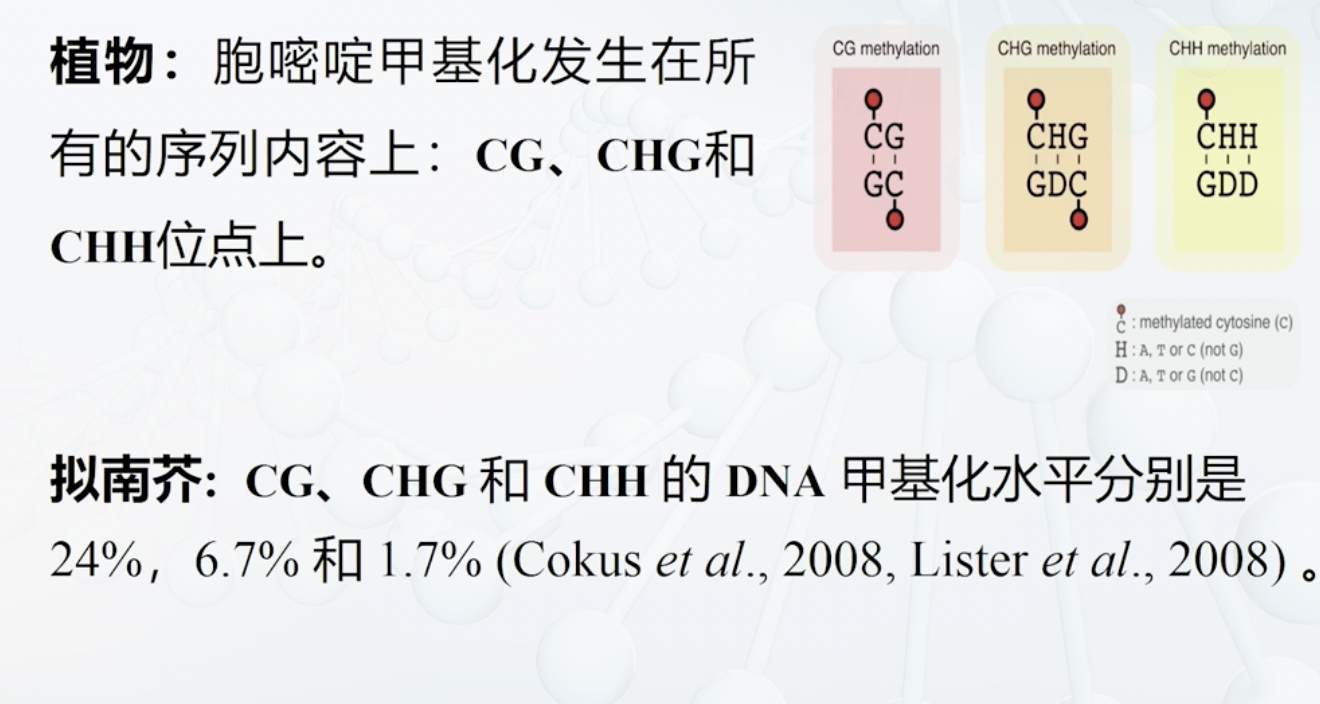 植物：胞嘧啶甲基化发生在所
有的序列内容上：CG、CHG和
CHH位点上。
CG methylation
CG
GC
CHG methylation
CHG
GDC
CHH methylation
CHH
GDD
C : methylated cytosine (C)
H : A, T or C (not G)
D : A, T or G (not C)
拟南芥：CG、CHG 和 CHH 的 DNA 甲基化水平分别是
24%，6.7% 和 1.7% (Cokus et al., 2008, Lister et al., 2008) 。